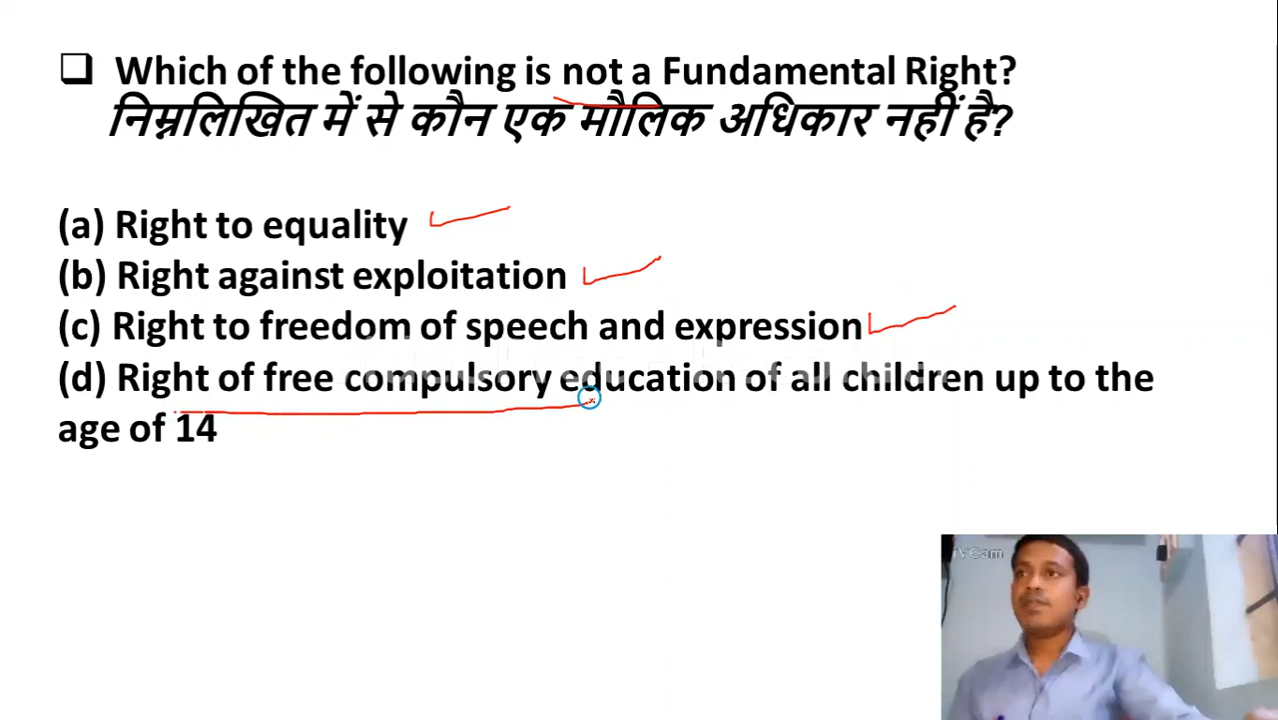 ❑ Which of the following is not a Fundamental Right?
निम्नलिखित में से कौन एक मौलिक अधिकार नहीं है?
(a) Right to equality
(b) Right against exploitation
(c) Right to freedom of speech and expression
(d) Right of free compulsory education of all children up to the
age of 14